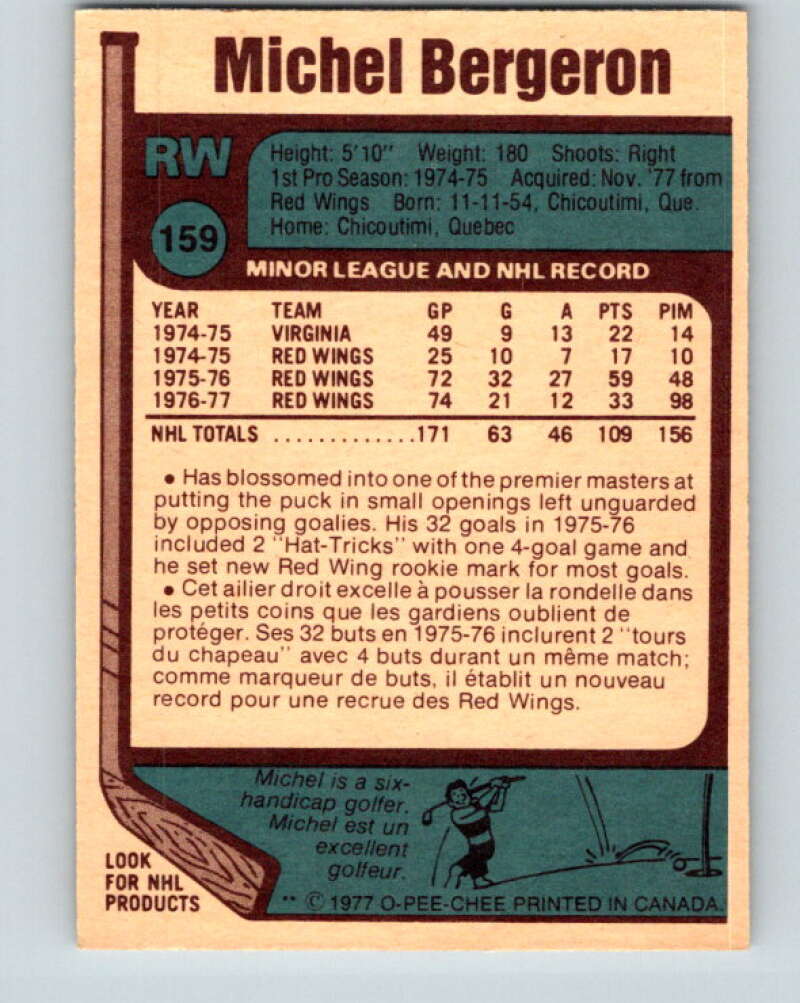 Michel Bergeron
RW
159
Height: 5'10" Weight: 180 Shoots: Right
1st Pro Season: 1974-75 Acquired: Nov. '77 from
Red Wings Born: 11-11-54, Chicoutimi, Que.
Home: Chicoutimi, Quebec
MINOR LEAGUE AND NHL RECORD
YEAR TEAM GP G A PTS PIM
1974-75 VIRGINIA 49 9 13 22 14
1974-75 RED WINGS 25 10 7 17 10
1975-76 RED WINGS 72 32 27 59 48
1976-77 RED WINGS 74 21 12 33 98
NHL TOTALS .............171 63 46 109 156
• Has blossomed into one of the premier masters at
putting the puck in small openings left unguarded
by opposing goalies. His 32 goals in 1975-76
included 2 "Hat-Tricks" with one 4-goal game and
he set new Red Wing rookie mark for most goals.
• Cet ailier droit excelle à pousser la rondelle dans
les petits coins que les gardiens oublient de
protéger. Ses 32 buts en 1975-76 inclurent 2 "tours
du chapeau" avec 4 buts durant un même match;
comme marqueur de buts, il établit un nouveau
record pour une recrue des Red Wings.
Michel is a six-
handicap golfer.
Michel est un
excellent
golfeur.
LOOK
FOR NHL
PRODUCTS
** © 1977 O-PEE-CHEE PRINTED IN CANADA.